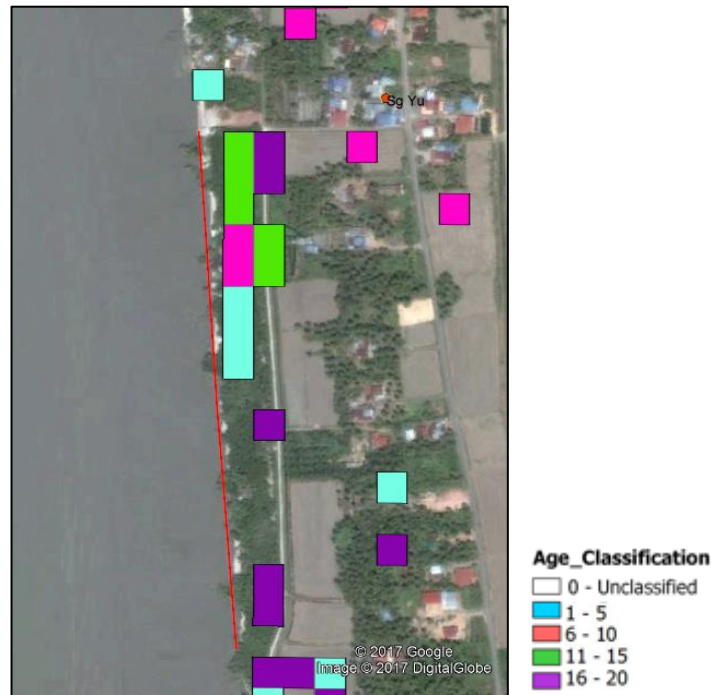 Sg Yu
© 2017 Google
Image © 2017 DigitalGlobe
Age_Classification
0 - Unclassified
1 - 5
6 - 10
11 - 15
16 - 20